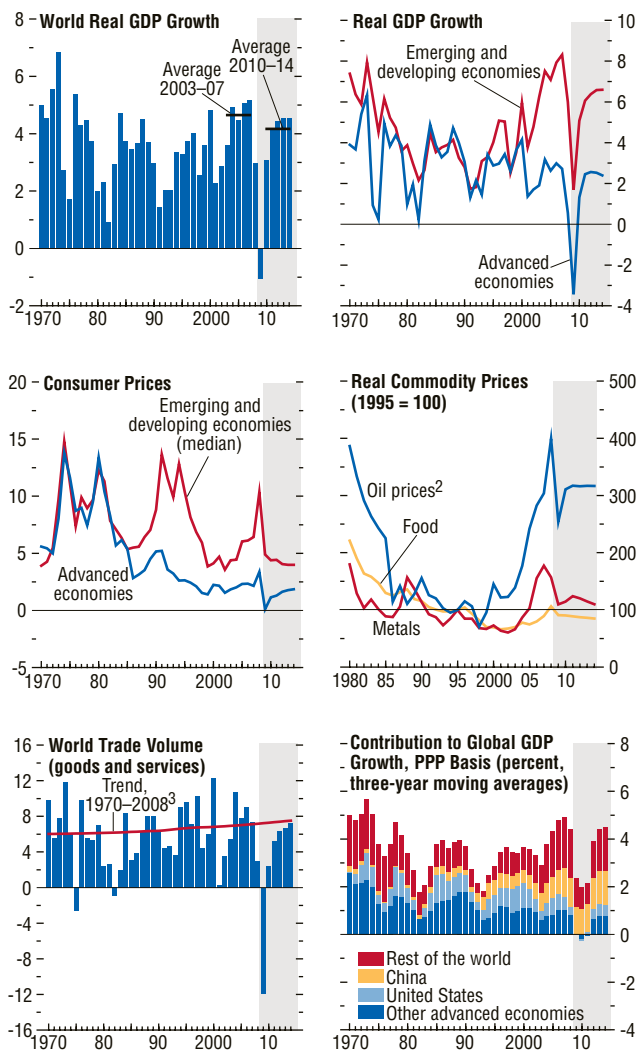 World Real GDP Growth
8
6
4
2
0
-2
Average
2003–07
Average
2010–14
1970 80 90 2000 10
Real GDP Growth
10
8
6
4
2
0
-2
-4
Emerging and
developing economies
Advanced
economies
1970 80 90 2000 10
Consumer Prices
20
15
10
5
0
-5
Emerging and
developing economies
(median)
Advanced
economies
1970 80 90 2000 10
Real Commodity Prices
(1995 = 100)
500
400
300
200
100
0
Oil prices²
Food
Metals
1980 85 90 95 2000 05 10
World Trade Volume
(goods and services)
16
12
8
4
0
-4
-8
-12
-16
Trend,
1970–2008³
1970 80 90 2000 10
Contribution to Global GDP
Growth, PPP Basis (percent,
three-year moving averages)
8
6
4
2
0
-2
-4
Rest of the world
China
United States
Other advanced economies
1970 80 90 2000 10